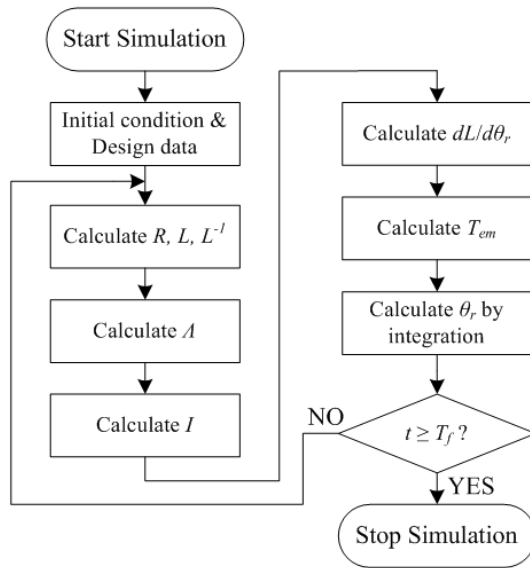 Start Simulation
Initial condition &
Design data
Calculate R, L, L⁻¹
Calculate Λ
Calculate I
Calculate dL/dθᵣ
Calculate Tₑₘ
Calculate θᵣ by
integration
t ≥ T_f ?
NO
YES
Stop Simulation